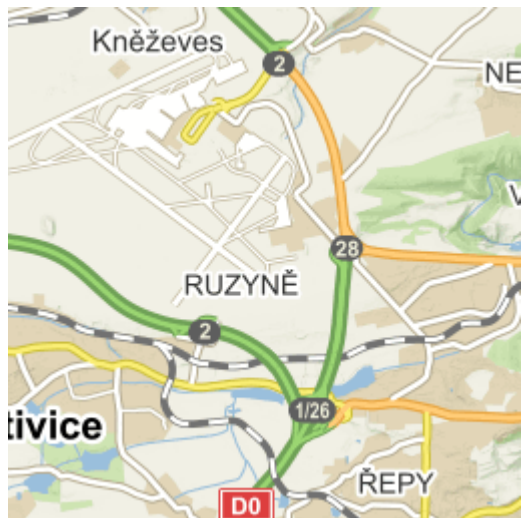 Kněževes
2
NE
V
28
RUZYNĚ
2
1/26
tivice
ŘEPY
D0